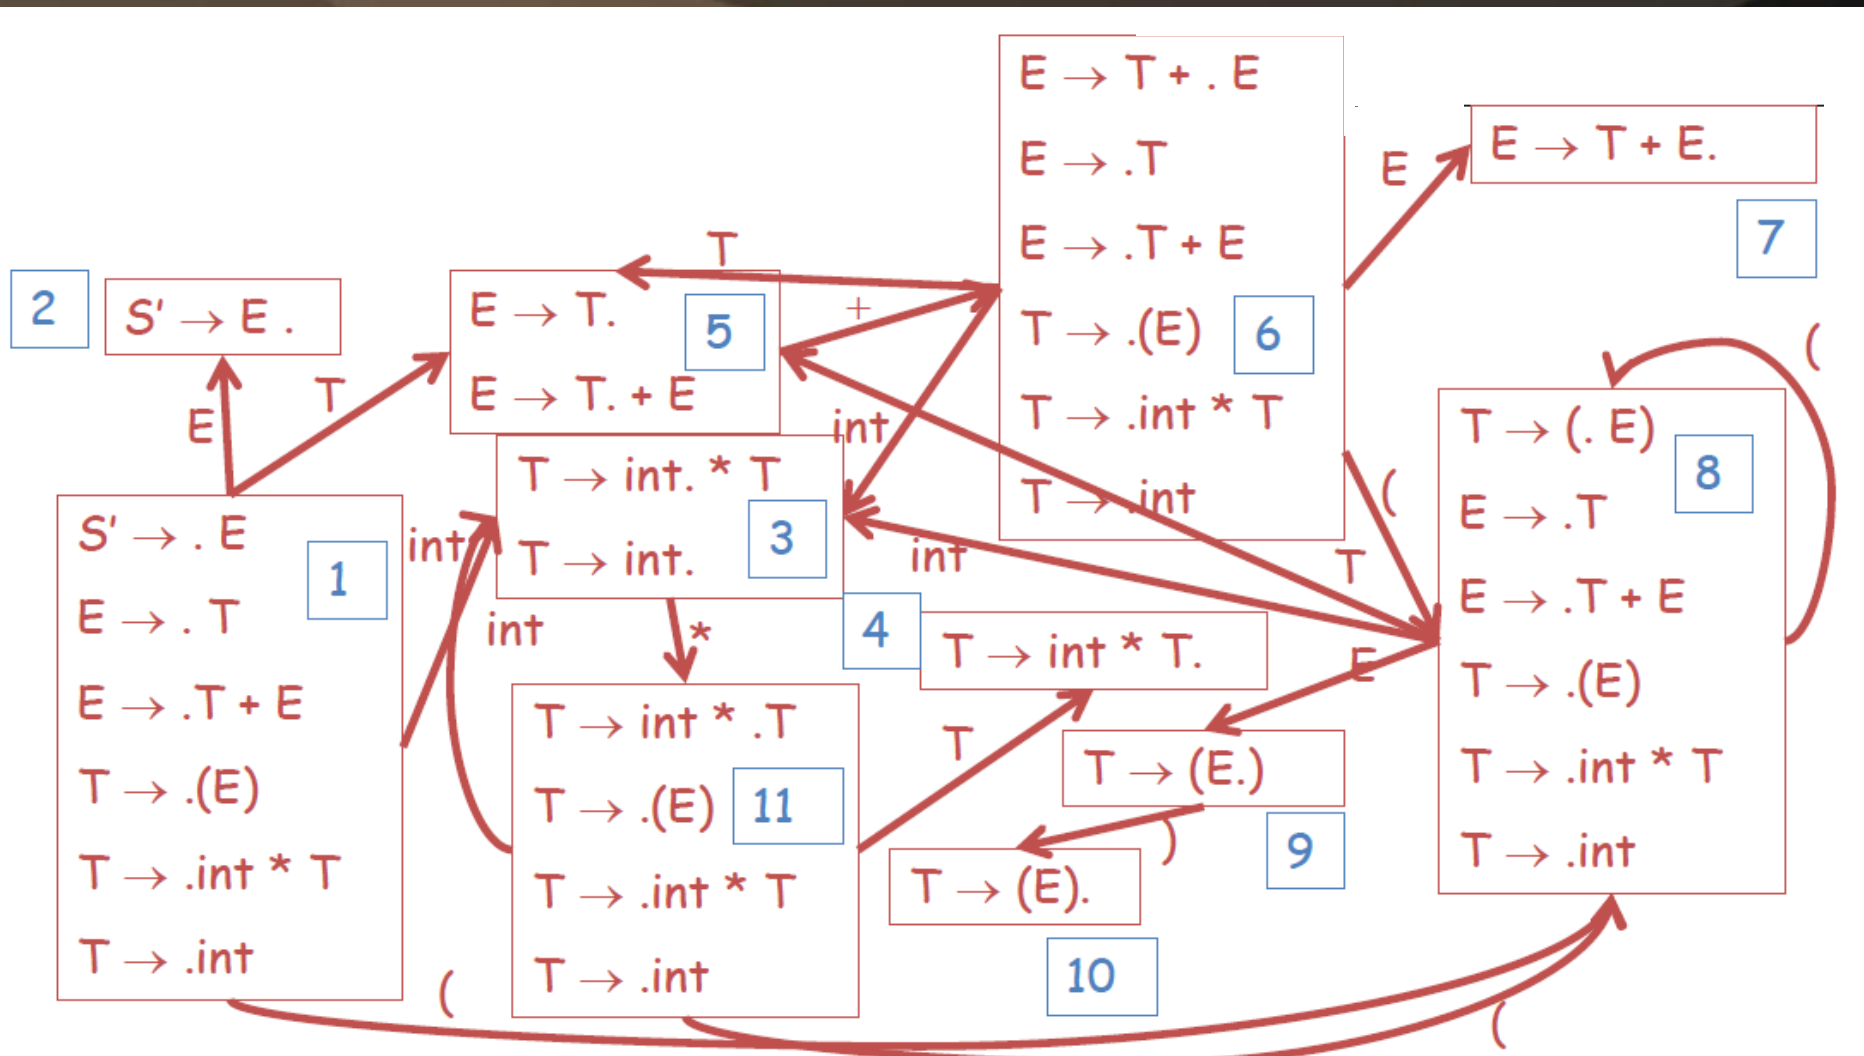 E → T + . E
E → .T
E → .T + E
T → .(E)
T → .int * T
T → .int
6
E
E → T + E.
7
2
S' → E .
E
T
E → T.
E → T. + E
5
T
+
int
T → int. * T
T → int.
3
int
int
int
*
S' → . E
E → . T
E → .T + E
T → .(E)
T → .int * T
T → .int
1
(
T → int * .T
T → .(E)
T → .int * T
T → .int
11
T
4
T → int * T.
T
E
T → (E.)
9
)
T → (E).
10
(
(
T → (. E)
E → .T
E → .T + E
T → .(E)
T → .int * T
T → .int
8
(